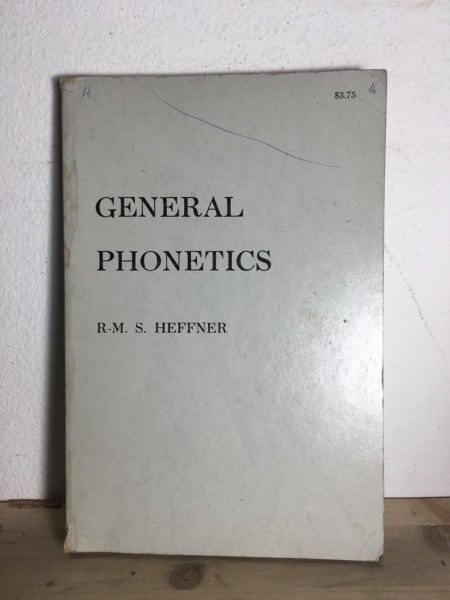 $3.75
GENERAL
PHONETICS
R-M. S. HEFFNER